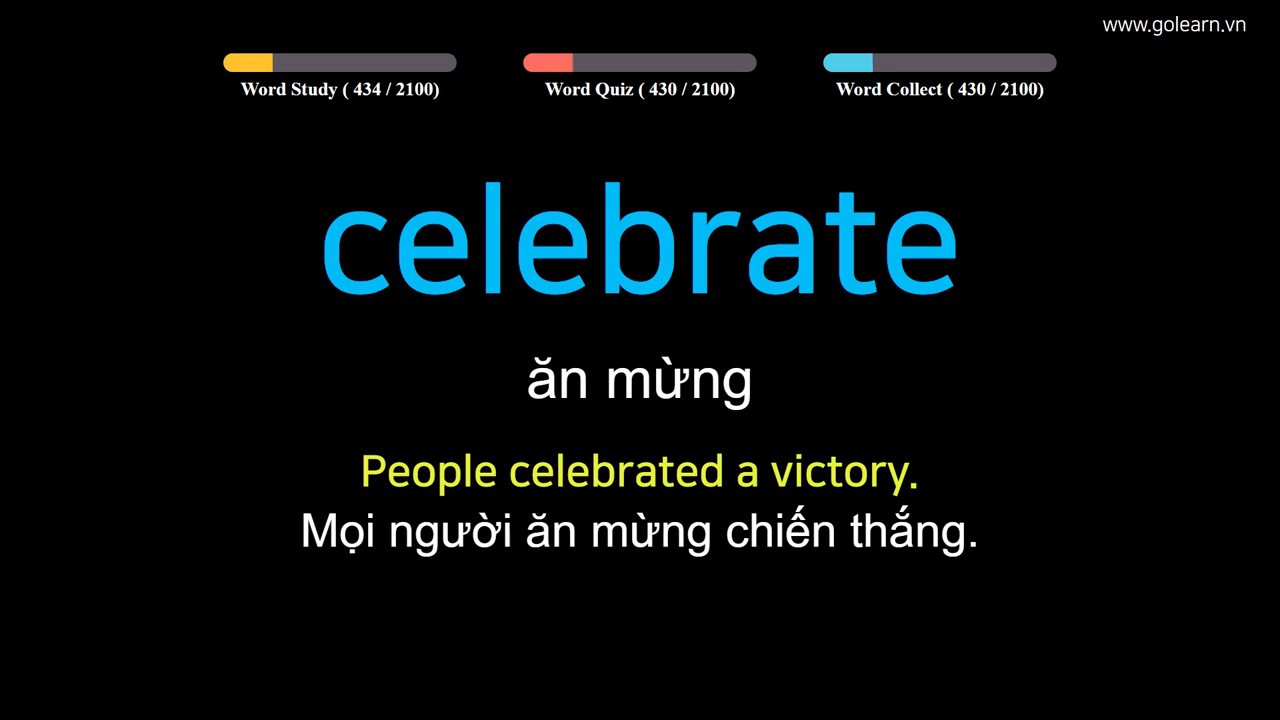 www.golearn.vn
Word Study ( 434 / 2100) Word Quiz ( 430 / 2100) Word Collect ( 430 / 2100)
celebrate
ăn mừng
People celebrated a victory.
Mọi người ăn mừng chiến thắng.